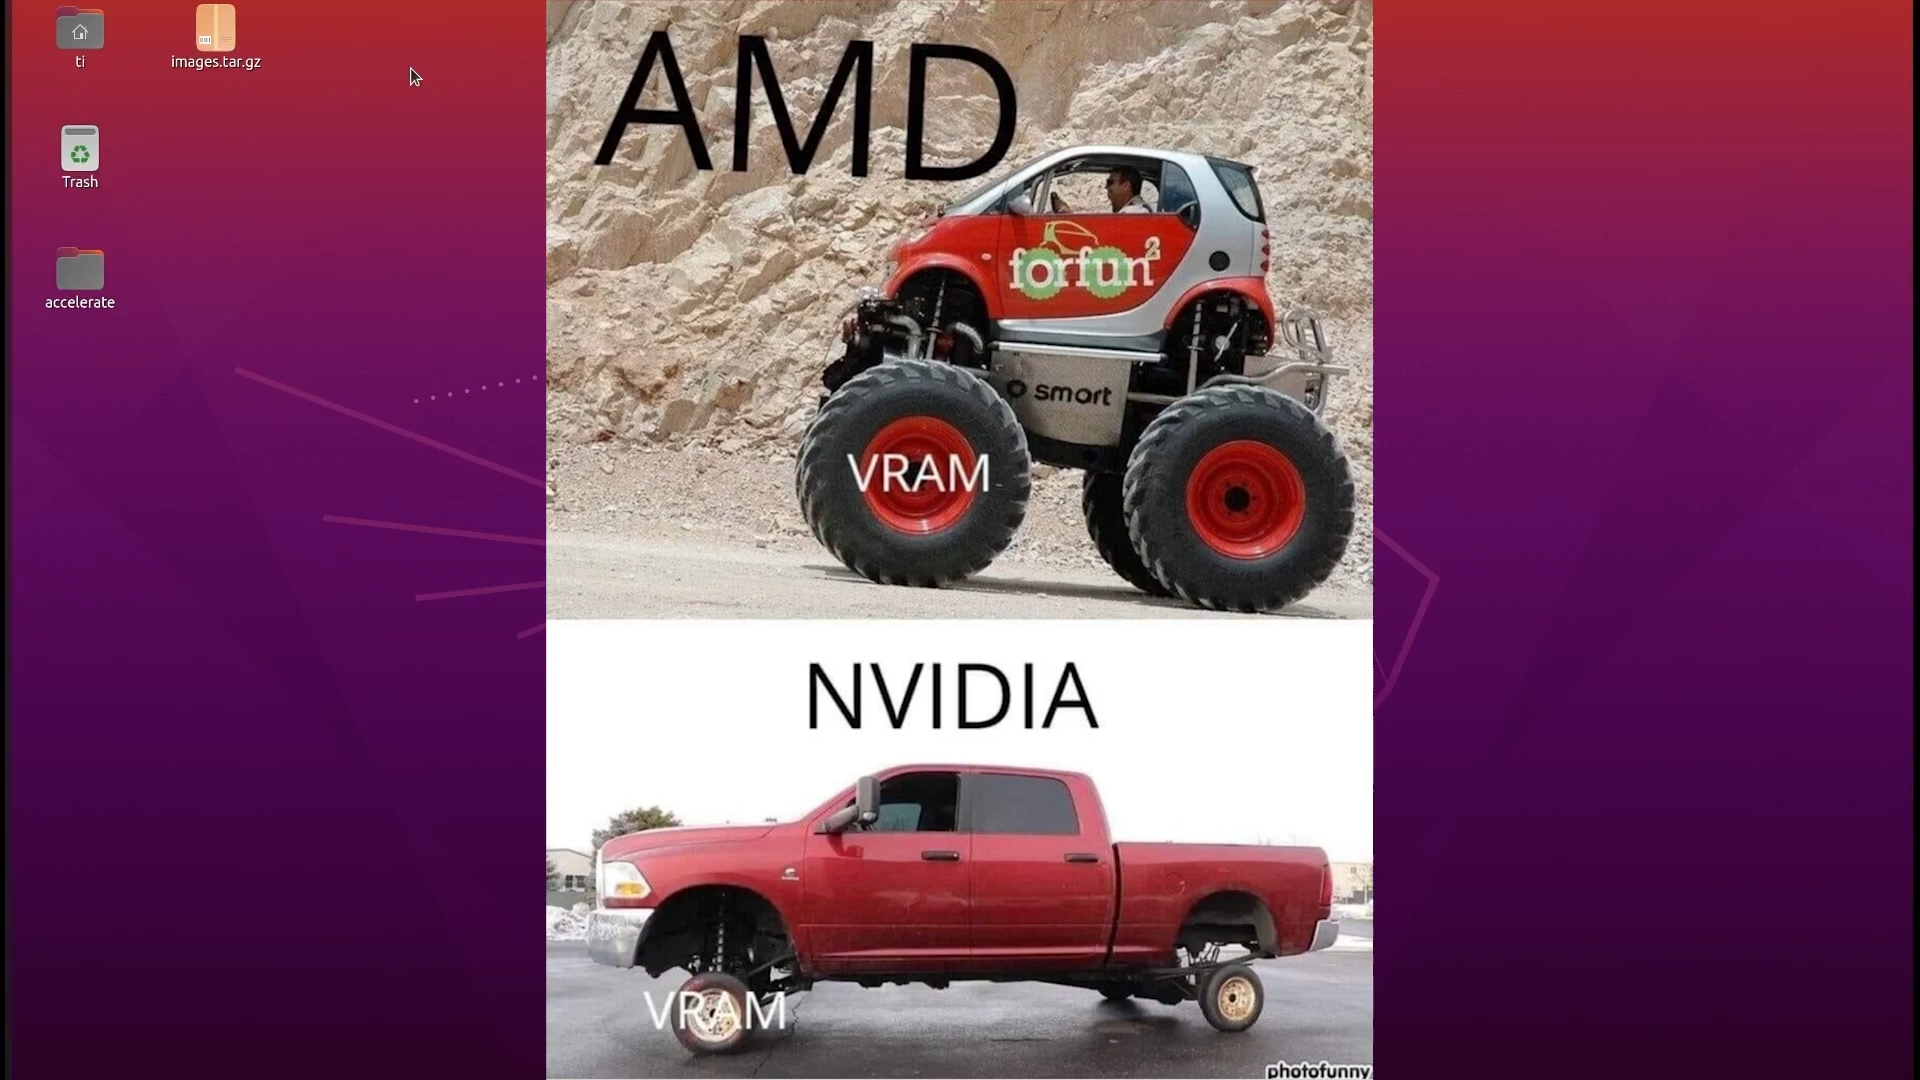 ti
images.tar.gz
Trash
accelerate
AMD
forfun2
smart
VRAM
NVIDIA
VRAM
photofunny